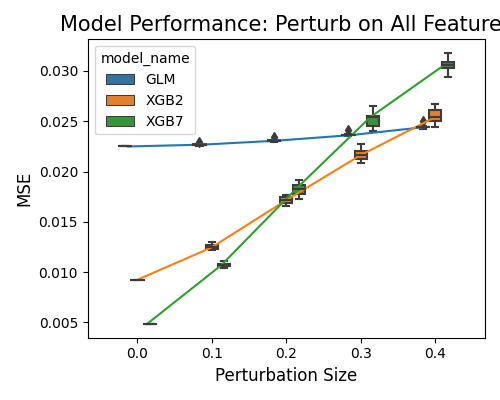 Model Performance: Perturb on All Feature
model_name
GLM
XGB2
XGB7
MSE
0.030
0.025
0.020
0.015
0.010
0.005
0.0 0.1 0.2 0.3 0.4
Perturbation Size